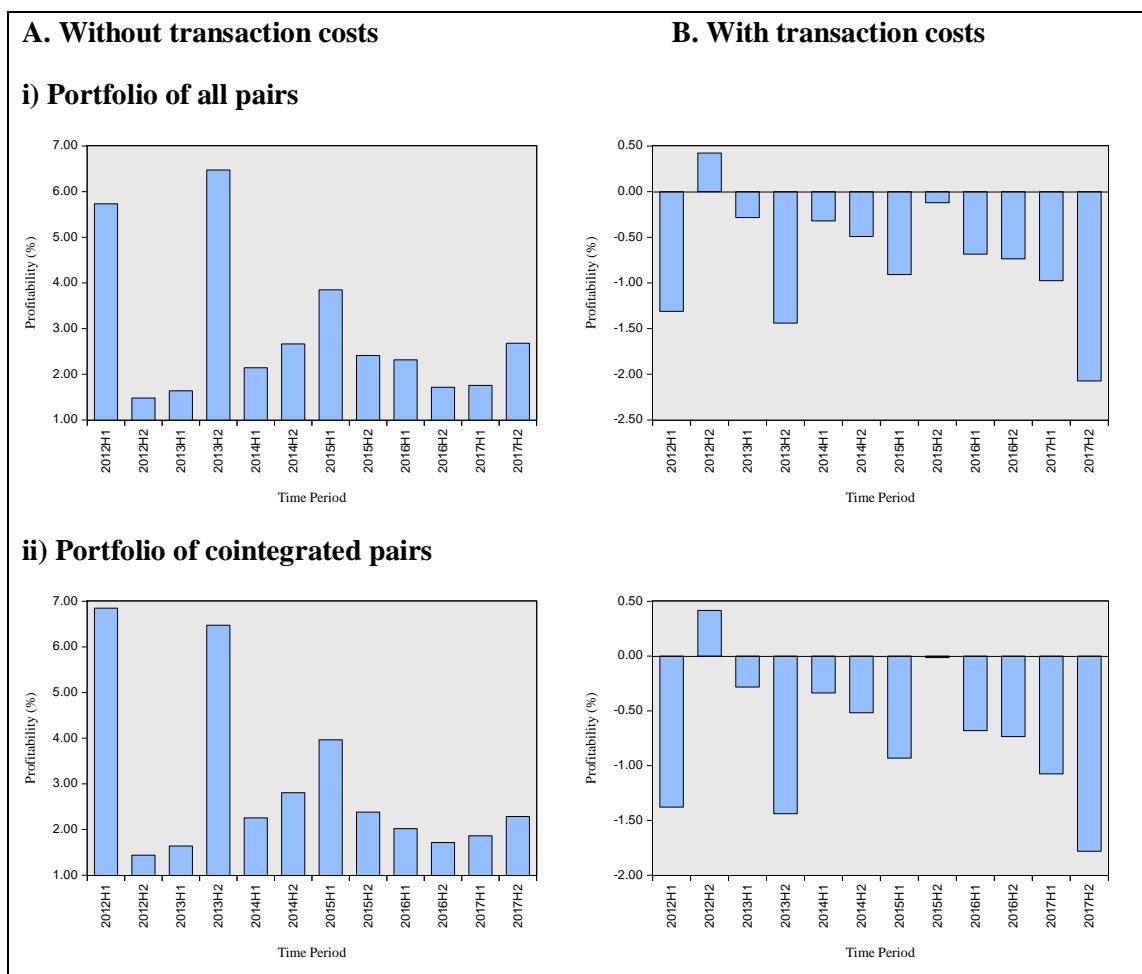 A. Without transaction costs
B. With transaction costs
i) Portfolio of all pairs
7.00
6.00
5.00
4.00
3.00
2.00
1.00
Profitability (%)
2012H1
2012H2
2013H1
2013H2
2014H1
2014H2
2015H1
2015H2
2016H1
2016H2
2017H1
2017H2
Time Period
0.50
0.00
-0.50
-1.00
-1.50
-2.00
-2.50
Profitability (%)
2012H1
2012H2
2013H1
2013H2
2014H1
2014H2
2015H1
2015H2
2016H1
2016H2
2017H1
2017H2
Time Period
ii) Portfolio of cointegrated pairs
7.00
6.00
5.00
4.00
3.00
2.00
1.00
Profitability (%)
2012H1
2012H2
2013H1
2013H2
2014H1
2014H2
2015H1
2015H2
2016H1
2016H2
2017H1
2017H2
Time Period
0.50
0.00
-0.50
-1.00
-1.50
-2.00
Profitability (%)
2012H1
2012H2
2013H1
2013H2
2014H1
2014H2
2015H1
2015H2
2016H1
2016H2
2017H1
2017H2
Time Period